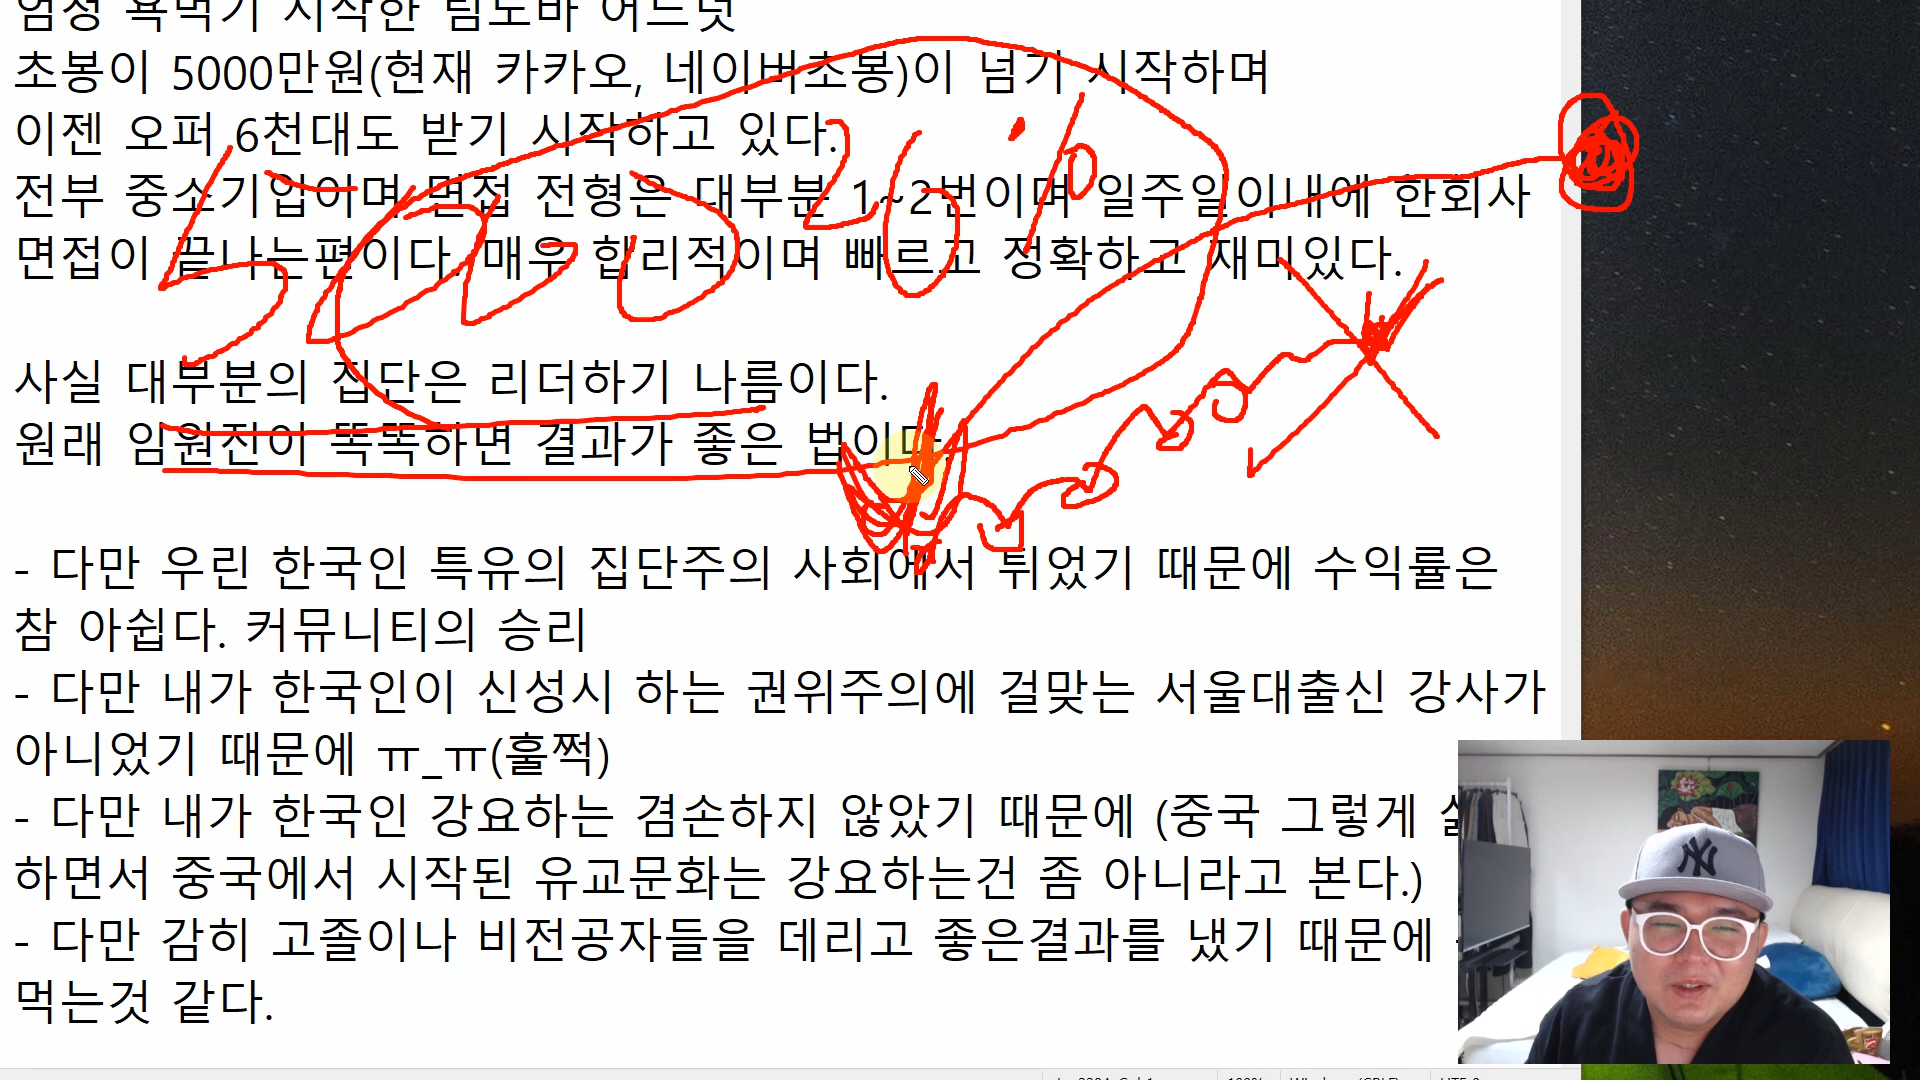 엄청 욕먹기 시작한 팀노바 어느덧
초봉이 5000만원(현재 카카오, 네이버초봉)이 넘기 시작하며
이젠 오퍼 6천대도 받기 시작하고 있다.
전부 중소기업이며 면접 전형은 대부분 1~2번이며 일주일이내에 한회사
면접이 끝나는편이다. 매우 합리적이며 빠르고 정확하고 재미있다.
사실 대부분의 집단은 리더하기 나름이다.
원래 임원진이 똑똑하면 결과가 좋은 법이다.
- 다만 우린 한국인 특유의 집단주의 사회에서 튀었기 때문에 수익률은
참 아쉽다. 커뮤니티의 승리
- 다만 내가 한국인이 신성시 하는 권위주의에 걸맞는 서울대출신 강사가
아니었기 때문에 ㅠ_ㅠ(훌쩍)
- 다만 내가 한국인 강요하는 겸손하지 않았기 때문에 (중국 그렇게
하면서 중국에서 시작된 유교문화는 강요하는건 좀 아니라고 본다.)
- 다만 감히 고졸이나 비전공자들을 데리고 좋은결과를 냈기 때문에
먹는것 같다.